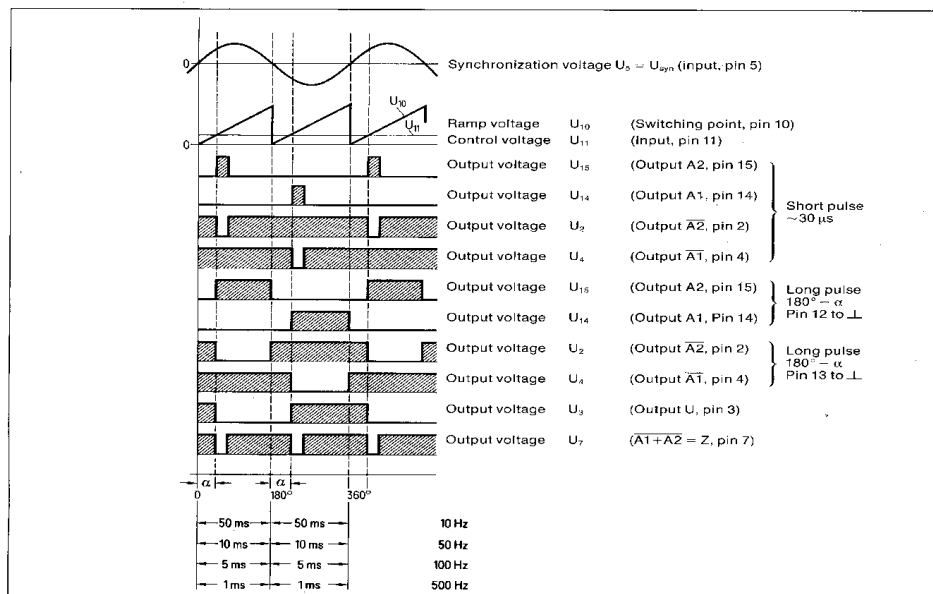 0
Synchronization voltage U5 = Usyn (input, pin 5)
U10
U11
Ramp voltage U10 (Switching point, pin 10)
0
Control voltage U11 (Input, pin 11)
Output voltage U15 (Output A2, pin 15)
Output voltage U14 (Output A1, pin 14)
Short pulse
~30 µs
Output voltage U2 (Output A̅2̅, pin 2)
Output voltage U4 (Output A̅1̅, pin 4)
Output voltage U15 (Output A2, pin 15)
Long pulse
180° – α
Pin 12 to ⊥
Output voltage U14 (Output A1, Pin 14)
Output voltage U2 (Output A̅2̅, pin 2)
Long pulse
180° – α
Pin 13 to ⊥
Output voltage U4 (Output A̅1̅, pin 4)
Output voltage U3 (Output U, pin 3)
Output voltage U7 (A̅1̅+̅A̅2̅ = Z, pin 7)
α α
0 180° 360°
50 ms 50 ms 10 Hz
10 ms 10 ms 50 Hz
5 ms 5 ms 100 Hz
1 ms 1 ms 500 Hz